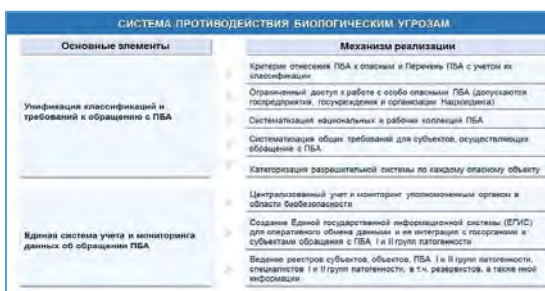 СИСТЕМА ПРОТИВОДЕЙСТВИЯ БИОЛОГИЧЕСКИМ УГРОЗАМ
Основные элементы
Механизм реализации
Унификация классификаций и
требований к обращению с ПБА
Критерии отнесения ПБА к опасным и Перечень ПБА с учетом их
классификации
Ограниченный доступ к работе с особо опасными ПБА (допускаются
госпредприятия, госучреждения и организации Нацхолдинга)
Систематизация национальных и рабочих коллекций ПБА
Систематизация общих требований для субъектов, осуществляющих
обращение с ПБА
Категоризация разрешительной системы по каждому опасному объекту
Единая система учета и мониторинга
данных об обращении ПБА
Централизованный учет и мониторинг уполномоченным органом в
области биобезопасности
Создание Единой государственной информационной системы (ЕГИС)
для оперативного обмена данными и ее интеграция с госорганами и
субъектами обращения с ПБА I и II групп патогенности
Ведение реестров субъектов, объектов, ПБА I и II групп патогенности,
специалистов I и II групп патогенности, в т.ч. резервистов, а также иной
информации